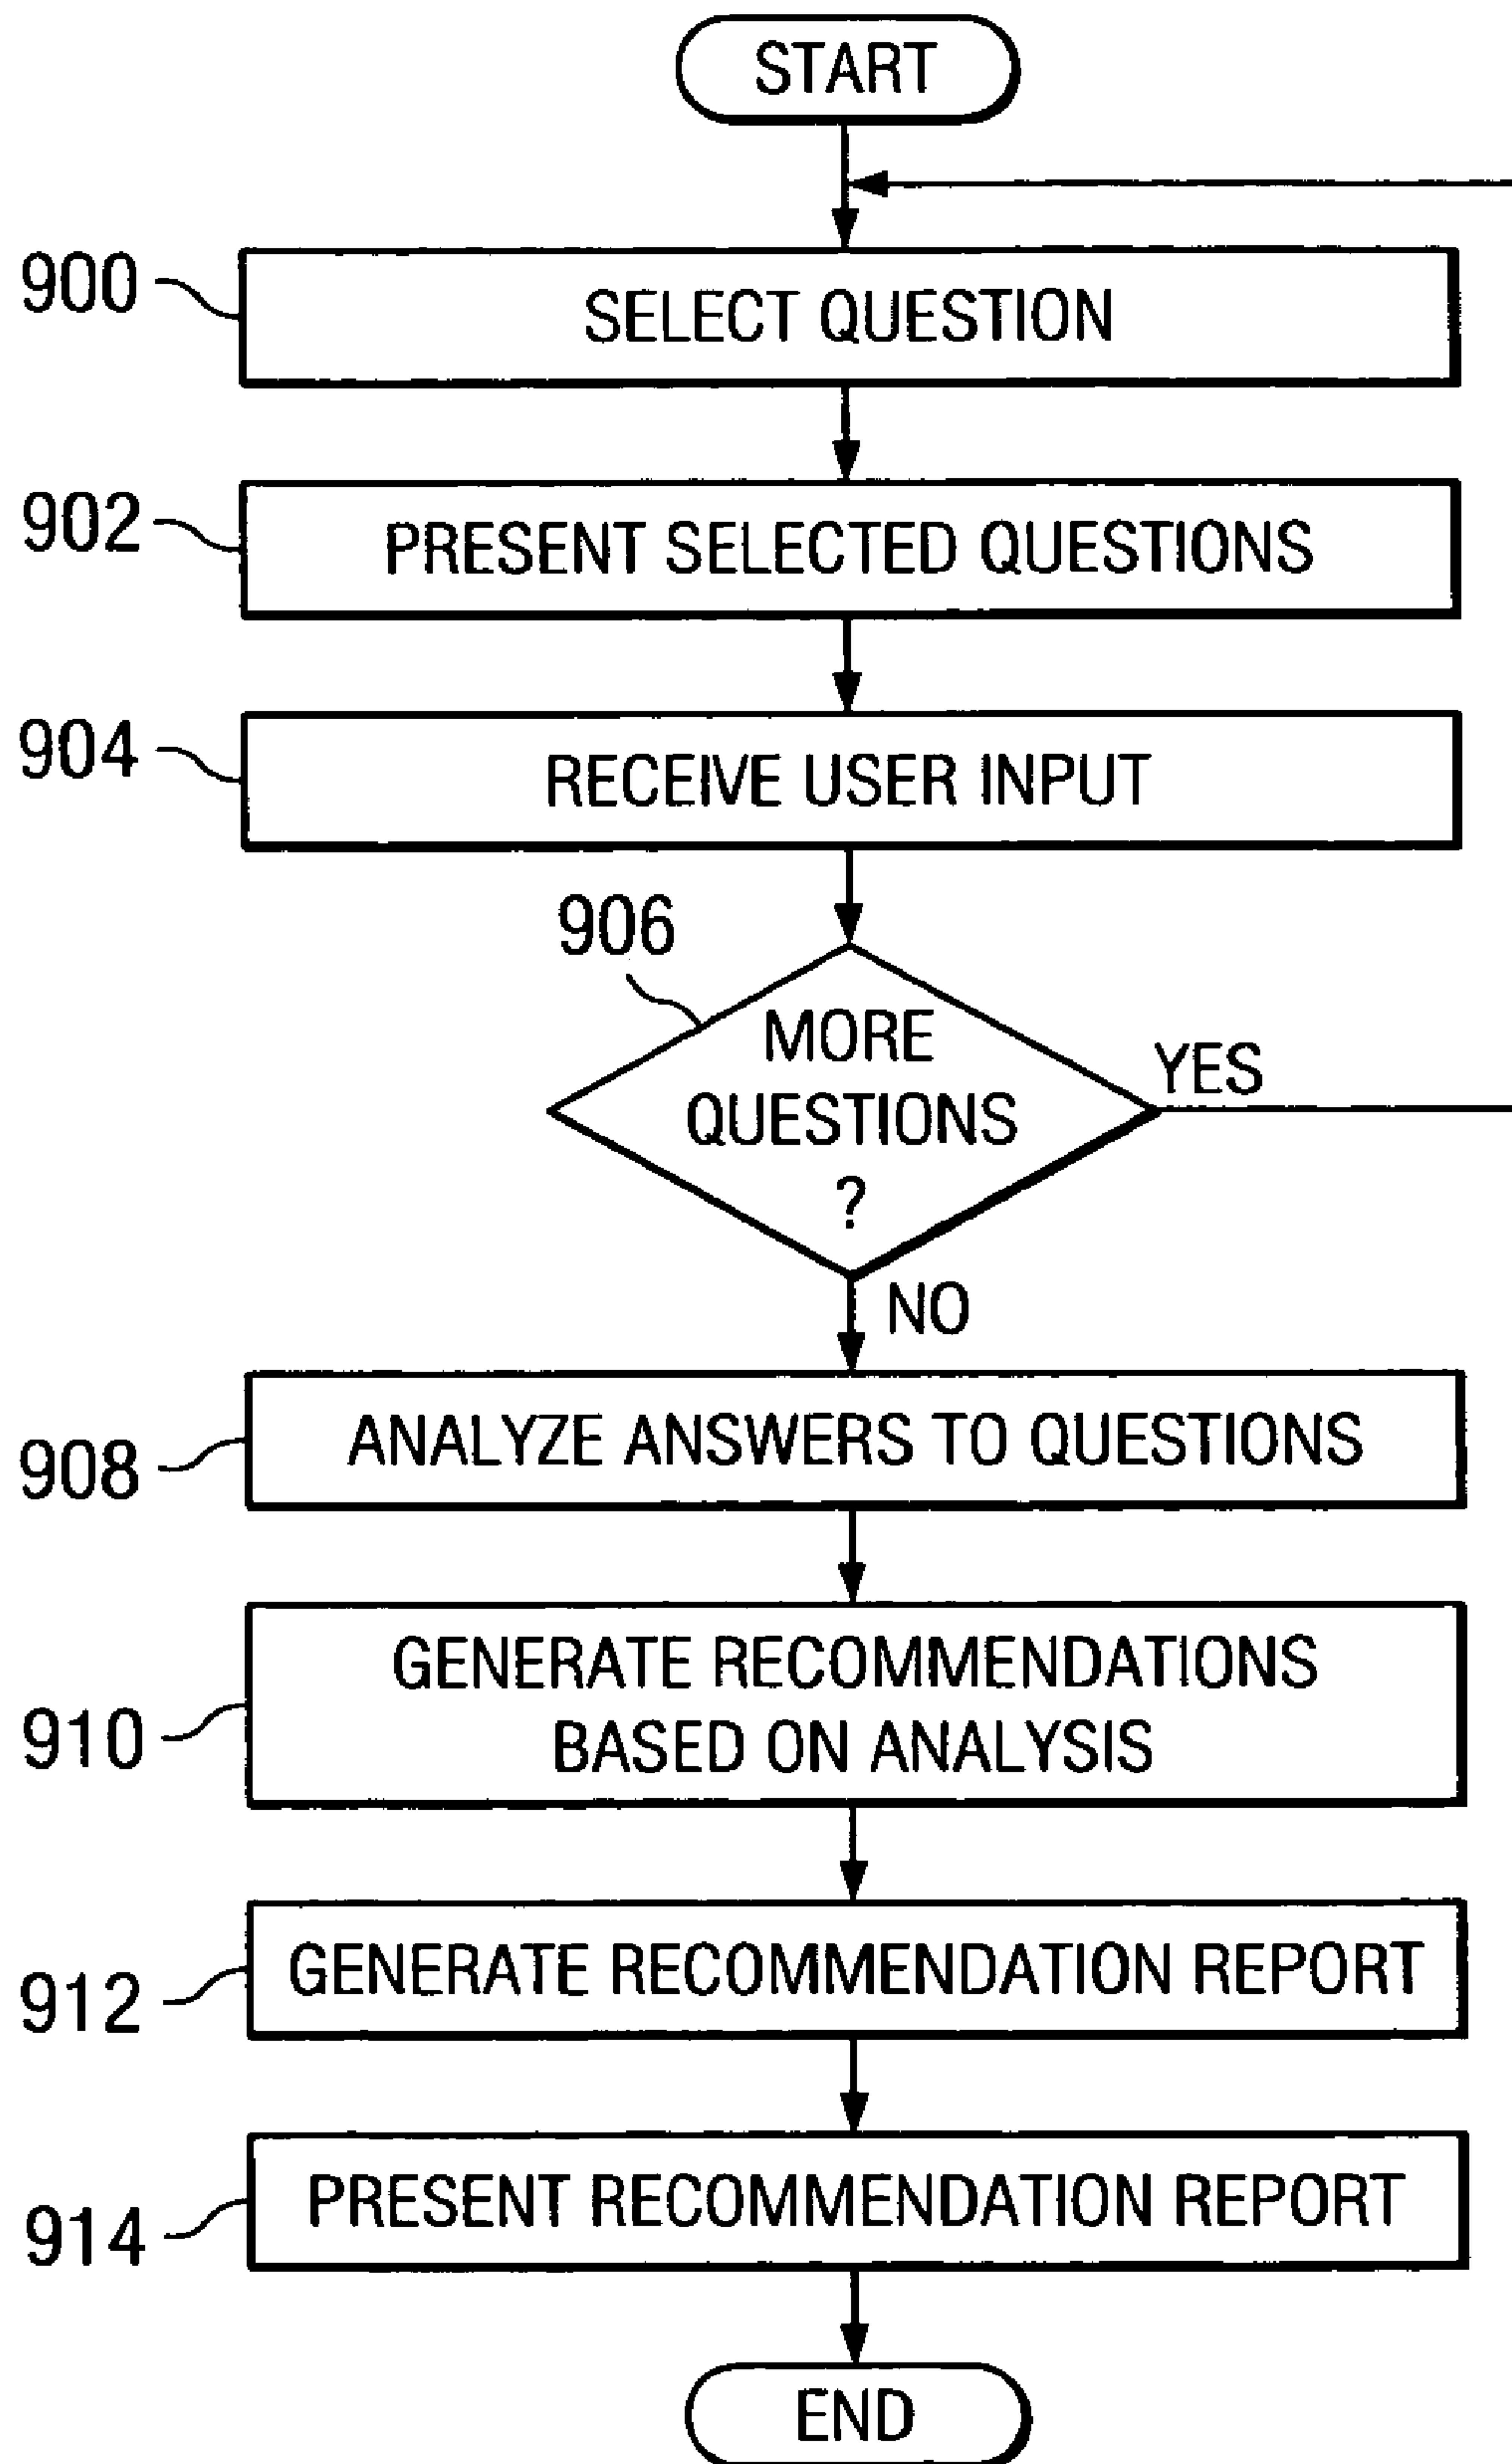 START
900
SELECT QUESTION
902
PRESENT SELECTED QUESTIONS
904
RECEIVE USER INPUT
906
MORE
QUESTIONS
?
YES
NO
908
ANALYZE ANSWERS TO QUESTIONS
910
GENERATE RECOMMENDATIONS
BASED ON ANALYSIS
912
GENERATE RECOMMENDATION REPORT
914
PRESENT RECOMMENDATION REPORT
END